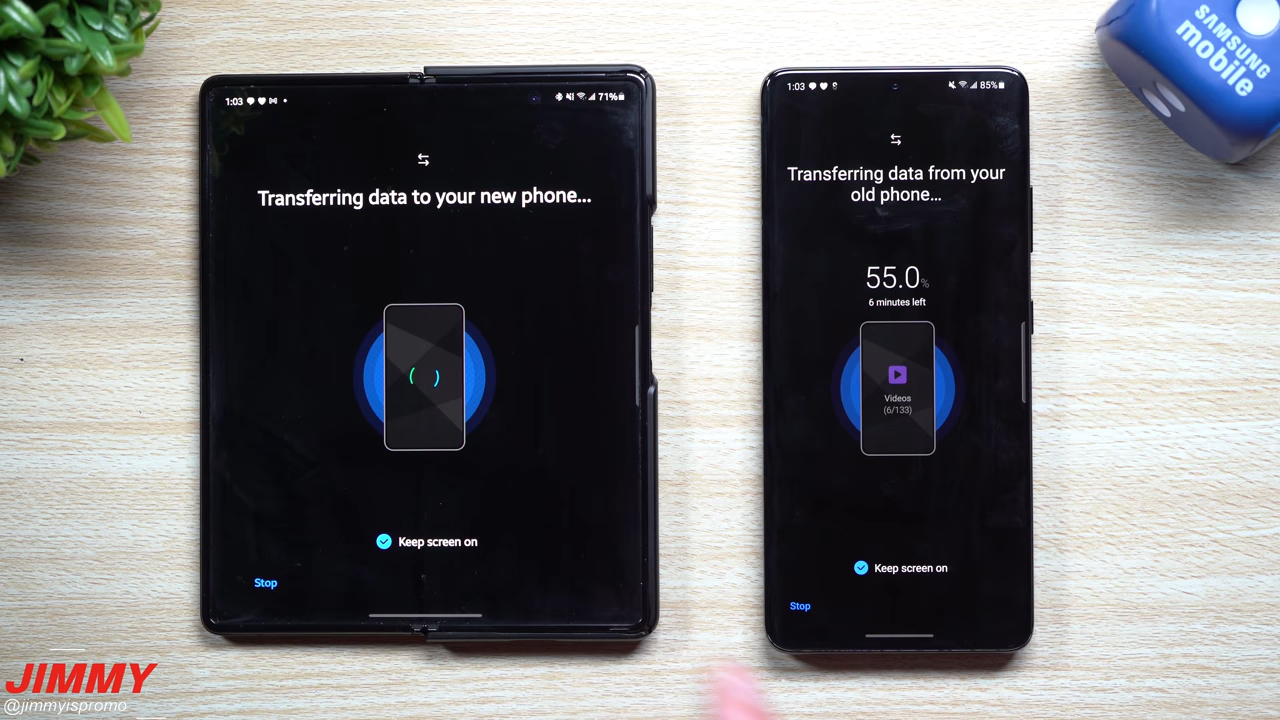 SAMSUNG
mobile
1:03
71%
Transferring data to your new phone...
Keep screen on
Stop
1:03
85%
Transferring data from your
old phone...
55.0%
6 minutes left
Videos
(6/133)
Keep screen on
Stop
JIMMY
@jimmyispromo